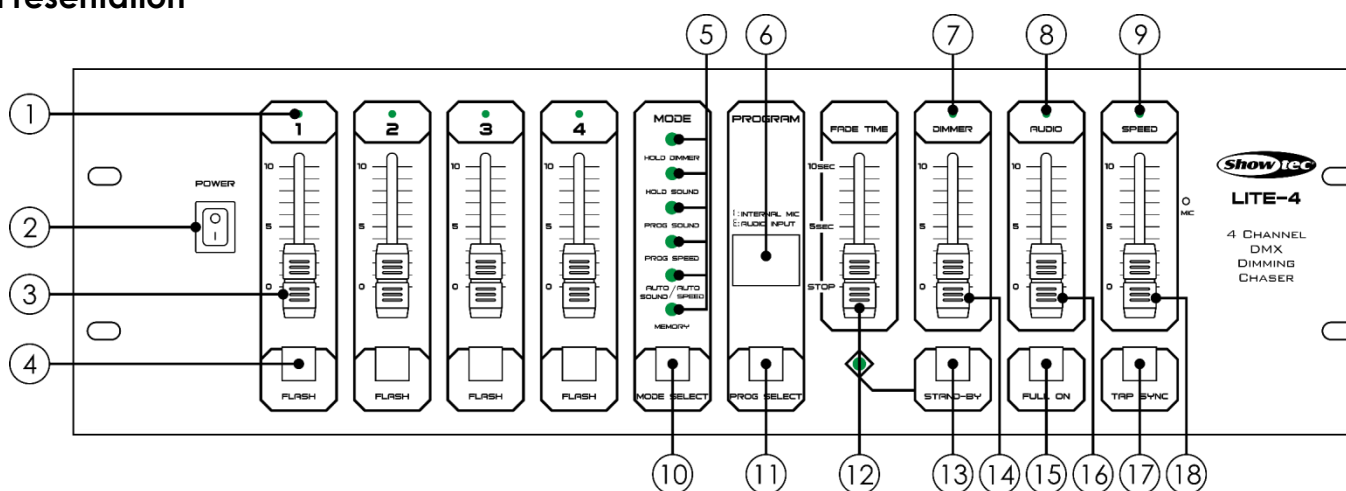 Presentation
5 6 7 8 9
1 2 3 4 MODE PROGRAM FADE TIME DIMMER AUDIO SPEED
1
HOLD DIMMER
HOLD SOUND
PROG SOUND
PROG SPEED
AUTO / AUTO
SOUND / SPEED
MEMORY
I:INTERNAL MIC
E:AUDIO INPUT
10 10 10 10 10SEC 10 10 10
5 5 5 5 5SEC 5 5 5
0 0 0 0 STOP 0 0 0
POWER
2
3
4
FLASH FLASH FLASH FLASH MODE SELECT PROG SELECT STAND-BY FULL ON TAP SYNC
MIC
Showtec
LITE-4
4 CHANNEL
DMX
DIMMING
CHASER
10 11 12 13 14 15 16 17 18